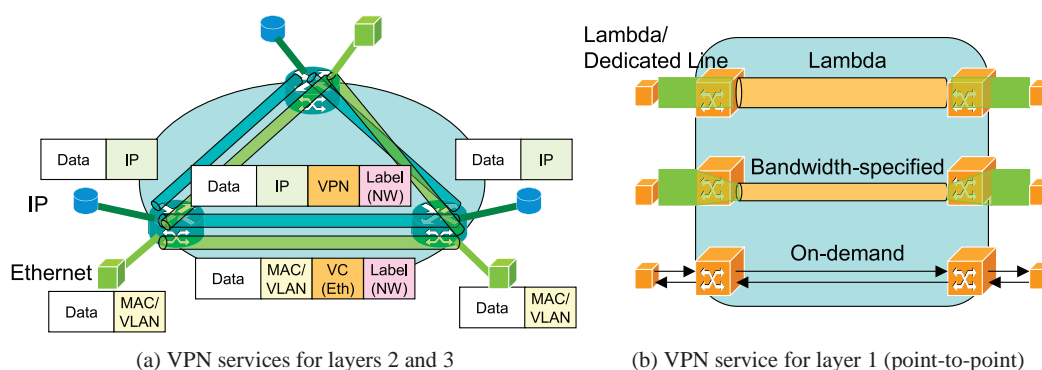 Data IP
Data IP
Data IP VPN Label
(NW)
IP
Ethernet
Data MAC/
VLAN VC
(Eth) Label
(NW)
Data MAC/
VLAN
Data MAC/
VLAN
(a) VPN services for layers 2 and 3
Lambda/
Dedicated Line
Lambda
Bandwidth-specified
On-demand
(b) VPN service for layer 1 (point-to-point)